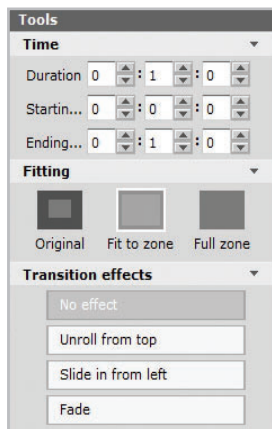 Tools
Time
Duration 0 : 1 : 0
Startin... 0 : 0 : 0
Ending... 0 : 1 : 0
Fitting
Original Fit to zone Full zone
Transition effects
No effect
Unroll from top
Slide in from left
Fade